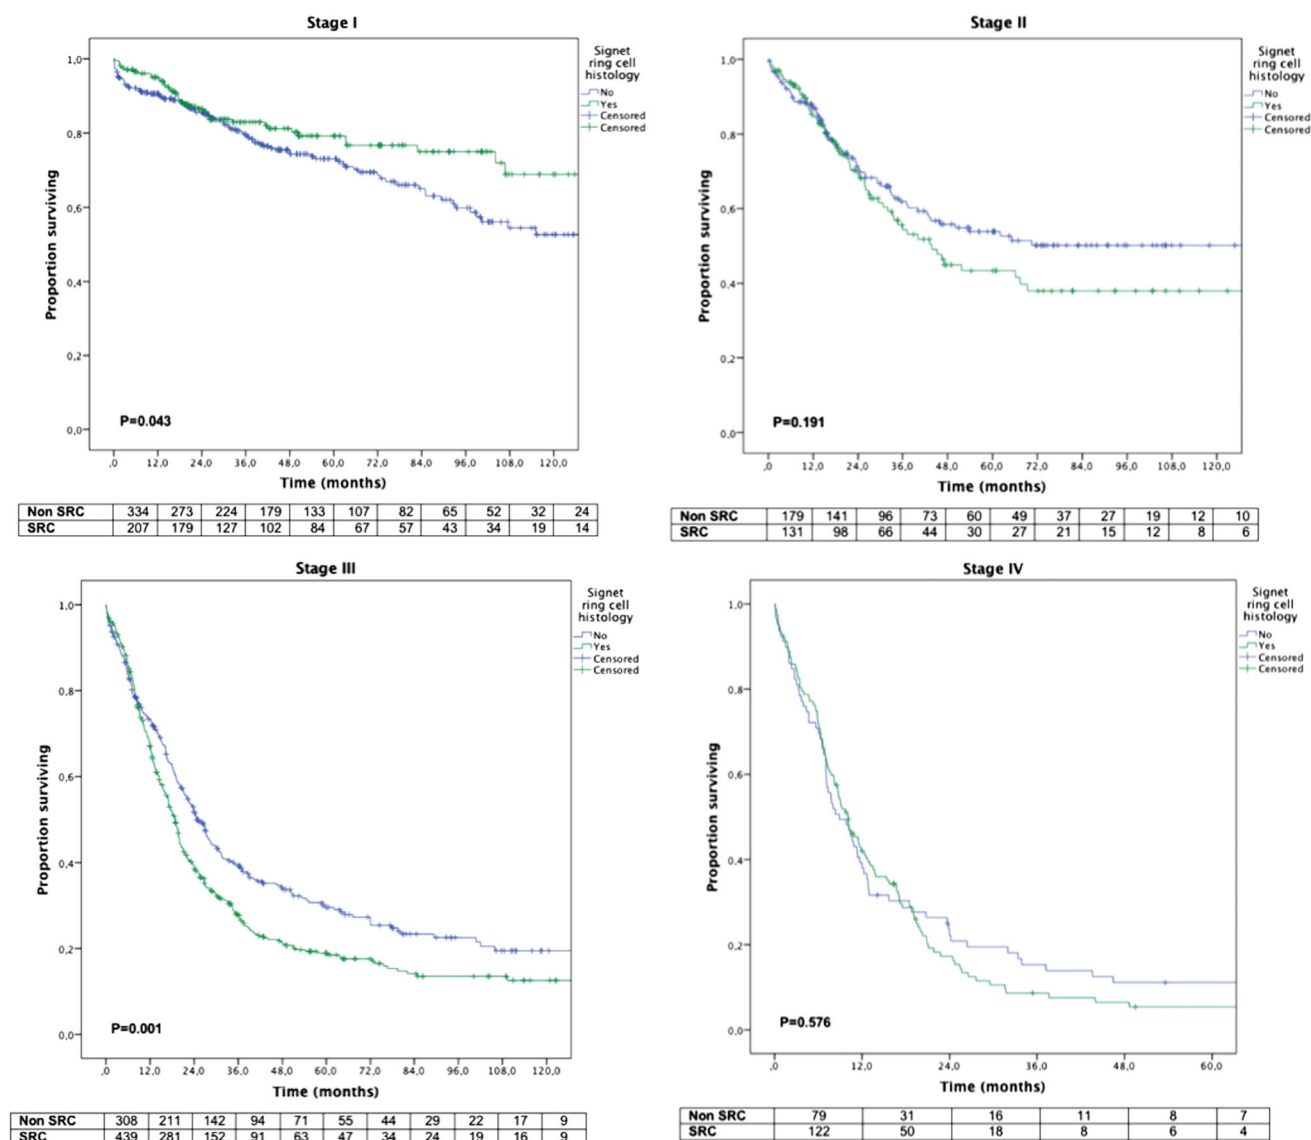 Stage I
Signet
ring cell
histology
No
Yes
Censored
Censored
1,0
0,8
0,6
0,4
0,2
0,0
Proportion surviving
P=0.043
,0 12,0 24,0 36,0 48,0 60,0 72,0 84,0 96,0 108,0 120,0
Time (months)
Non SRC 334 273 224 179 133 107 82 65 52 32 24
SRC 207 179 127 102 84 67 57 43 34 19 14
Stage II
Signet
ring cell
histology
No
Yes
Censored
Censored
1,0
0,8
0,6
0,4
0,2
0,0
Proportion surviving
P=0.191
,0 12,0 24,0 36,0 48,0 60,0 72,0 84,0 96,0 108,0 120,0
Time (months)
Non SRC 179 141 96 73 60 49 37 27 19 12 10
SRC 131 98 66 44 30 27 21 15 12 8 6
Stage III
Signet
ring cell
histology
No
Yes
Censored
Censored
1,0
0,8
0,6
0,4
0,2
0,0
Proportion surviving
P=0.001
,0 12,0 24,0 36,0 48,0 60,0 72,0 84,0 96,0 108,0 120,0
Time (months)
Non SRC 308 211 142 94 71 55 44 29 22 17 9
SRC 439 281 152 91 63 47 34 24 19 16 9
Stage IV
Signet
ring cell
histology
No
Yes
Censored
Censored
1,0
0,8
0,6
0,4
0,2
0,0
Proportion surviving
P=0.576
,0 12,0 24,0 36,0 48,0 60,0
Time (months)
Non SRC 79 31 16 11 8 7
SRC 122 50 18 8 6 4